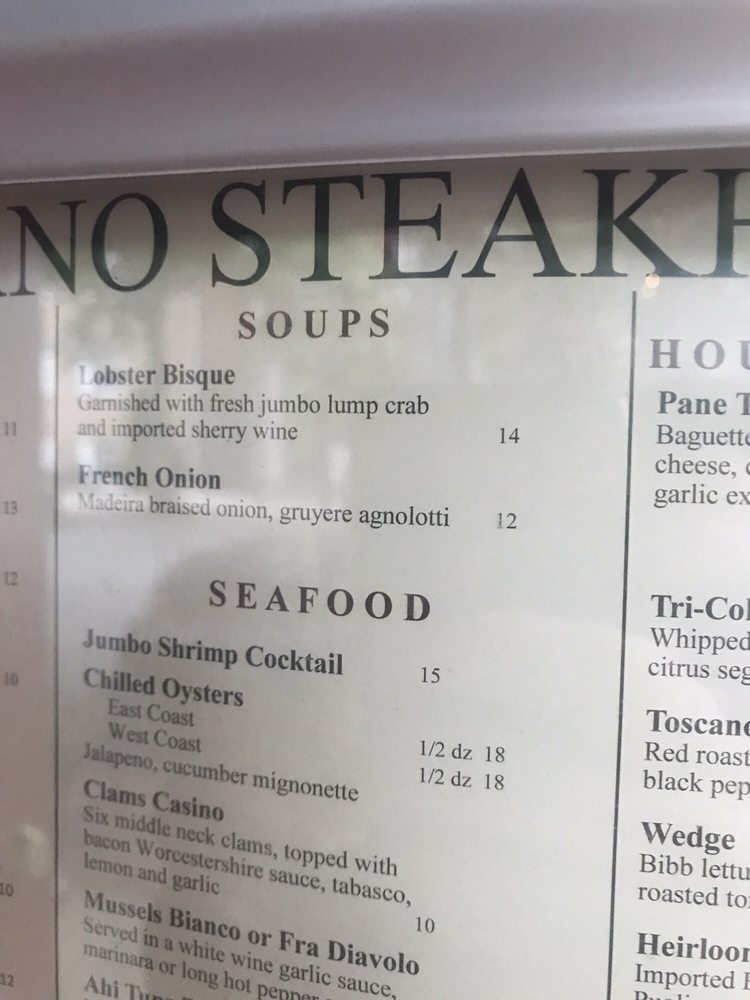 NO STEAK
SOUPS
Lobster Bisque
Garnished with fresh jumbo lump crab
and imported sherry wine 14
French Onion
Madeira braised onion, gruyere agnolotti 12
SEAFOOD
Jumbo Shrimp Cocktail 15
Chilled Oysters
East Coast 1/2 dz 18
West Coast 1/2 dz 18
Jalapeno, cucumber mignonette
Clams Casino
Six middle neck clams, topped with
bacon Worcestershire sauce, tabasco,
lemon and garlic 10
Mussels Bianco or Fra Diavolo
Served in a white wine garlic sauce,
marinara or long hot pepper
Ahi
11
13
12
10
10
12
HOU
Pane T
Baguette
cheese,
garlic ex
Tri-Col
Whipped
citrus seg
Toscano
Red roast
black pep
Wedge
Bibb lettu
roasted to
Heirloom
Imported